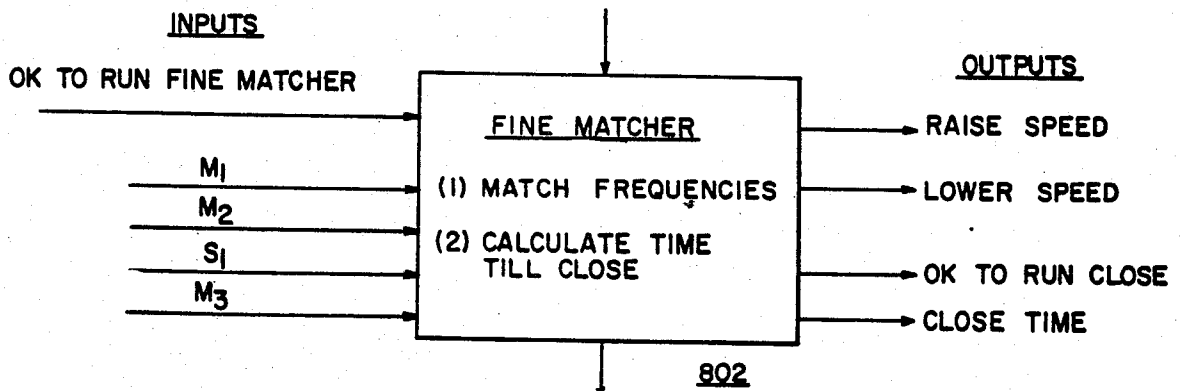 INPUTS
OK TO RUN FINE MATCHER
M1
M2
S1
M3
FINE MATCHER
(1) MATCH FREQUENCIES
(2) CALCULATE TIME
TILL CLOSE
OUTPUTS
RAISE SPEED
LOWER SPEED
OK TO RUN CLOSE
CLOSE TIME
802